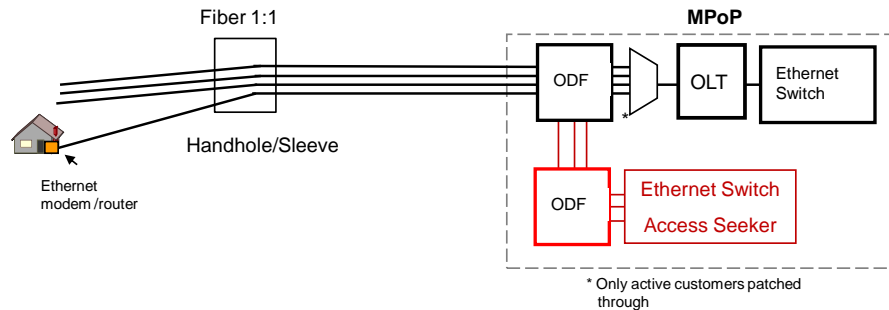 Fiber 1:1
MPoP
ODF
OLT
Ethernet
Switch
*
Handhole/Sleeve
Ethernet
modem/router
ODF
Ethernet Switch
Access Seeker
* Only active customers patched
through